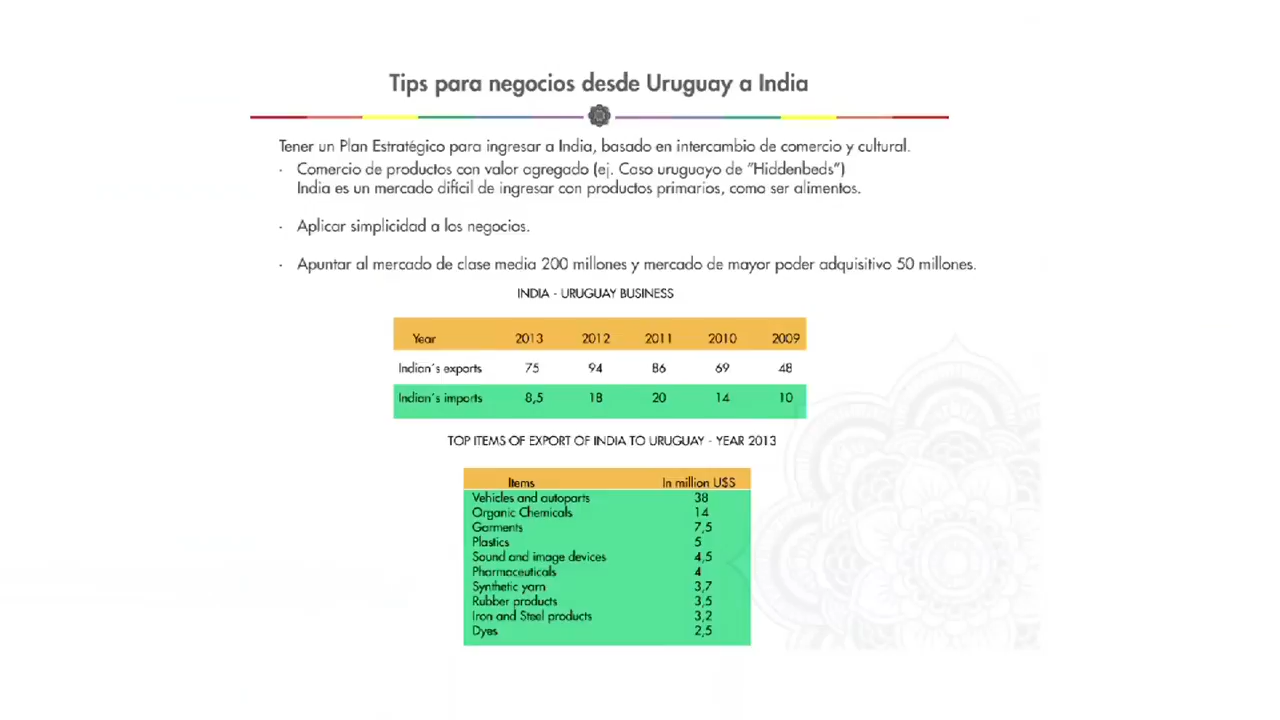 Tips para negocios desde Uruguay a India
Tener un Plan Estratégico para ingresar a India, basado en intercambio de comercio y cultural.
· Comercio de productos con valor agregado (ej. Caso uruguayo de "Hiddenbeds")
India es un mercado difícil de ingresar con productos primarios, como ser alimentos.
· Aplicar simplicidad a los negocios.
· Apuntar al mercado de clase media 200 millones y mercado de mayor poder adquisitivo 50 millones.
INDIA - URUGUAY BUSINESS
Year 2013 2012 2011 2010 2009
Indian´s exports 75 94 86 69 48
Indian´s imports 8,5 18 20 14 10
TOP ITEMS OF EXPORT OF INDIA TO URUGUAY - YEAR 2013
Items In million U$S
Vehicles and autoparts 38
Organic Chemicals 14
Garments 7,5
Plastics 5
Sound and image devices 4,5
Pharmaceuticals 4
Synthetic yarn 3,7
Rubber products 3,5
Iron and Steel products 3,2
Dyes 2,5